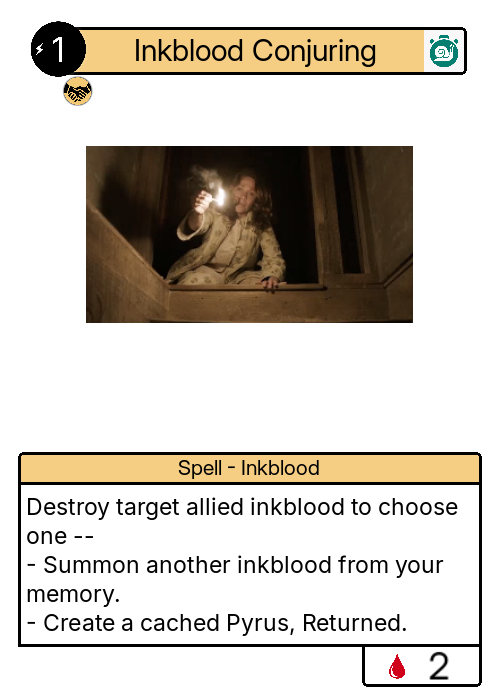 1
Inkblood Conjuring
Spell - Inkblood
Destroy target allied inkblood to choose
one --
- Summon another inkblood from your
memory.
- Create a cached Pyrus, Returned.
2